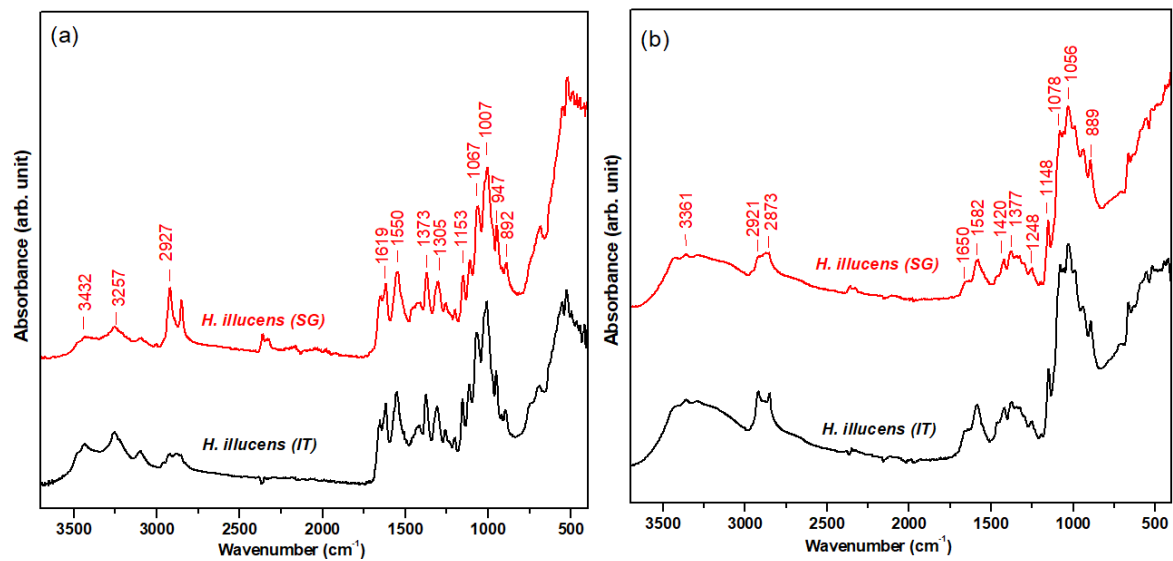 (a)
Absorbance (arb. unit)
3432
3257
2927
1619
1550
1373
1305
1153
1067
1007
947
892
H. illucens (SG)
H. illucens (IT)
3500 3000 2500 2000 1500 1000 500
Wavenumber (cm-1)
(b)
Absorbance (arb. unit)
3361
2921
2873
1650
1582
1420
1377
1248
1148
1078
1056
889
H. illucens (SG)
H. illucens (IT)
3500 3000 2500 2000 1500 1000 500
Wavenumber (cm-1)